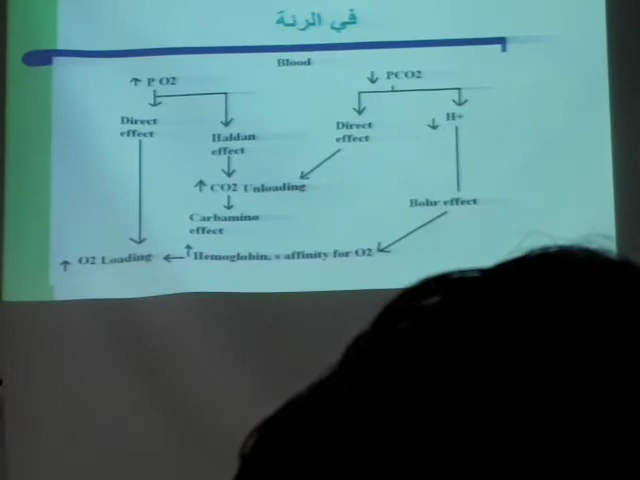 في الرئة
Blood
↑ P O2
↓ PCO2
Direct effect
Haldan effect
Direct effect
↓ H+
↑ CO2 Unloading
Carbamino effect
Bohr effect
↑ O2 Loading
↑ Hemoglobin, s affinity for O2